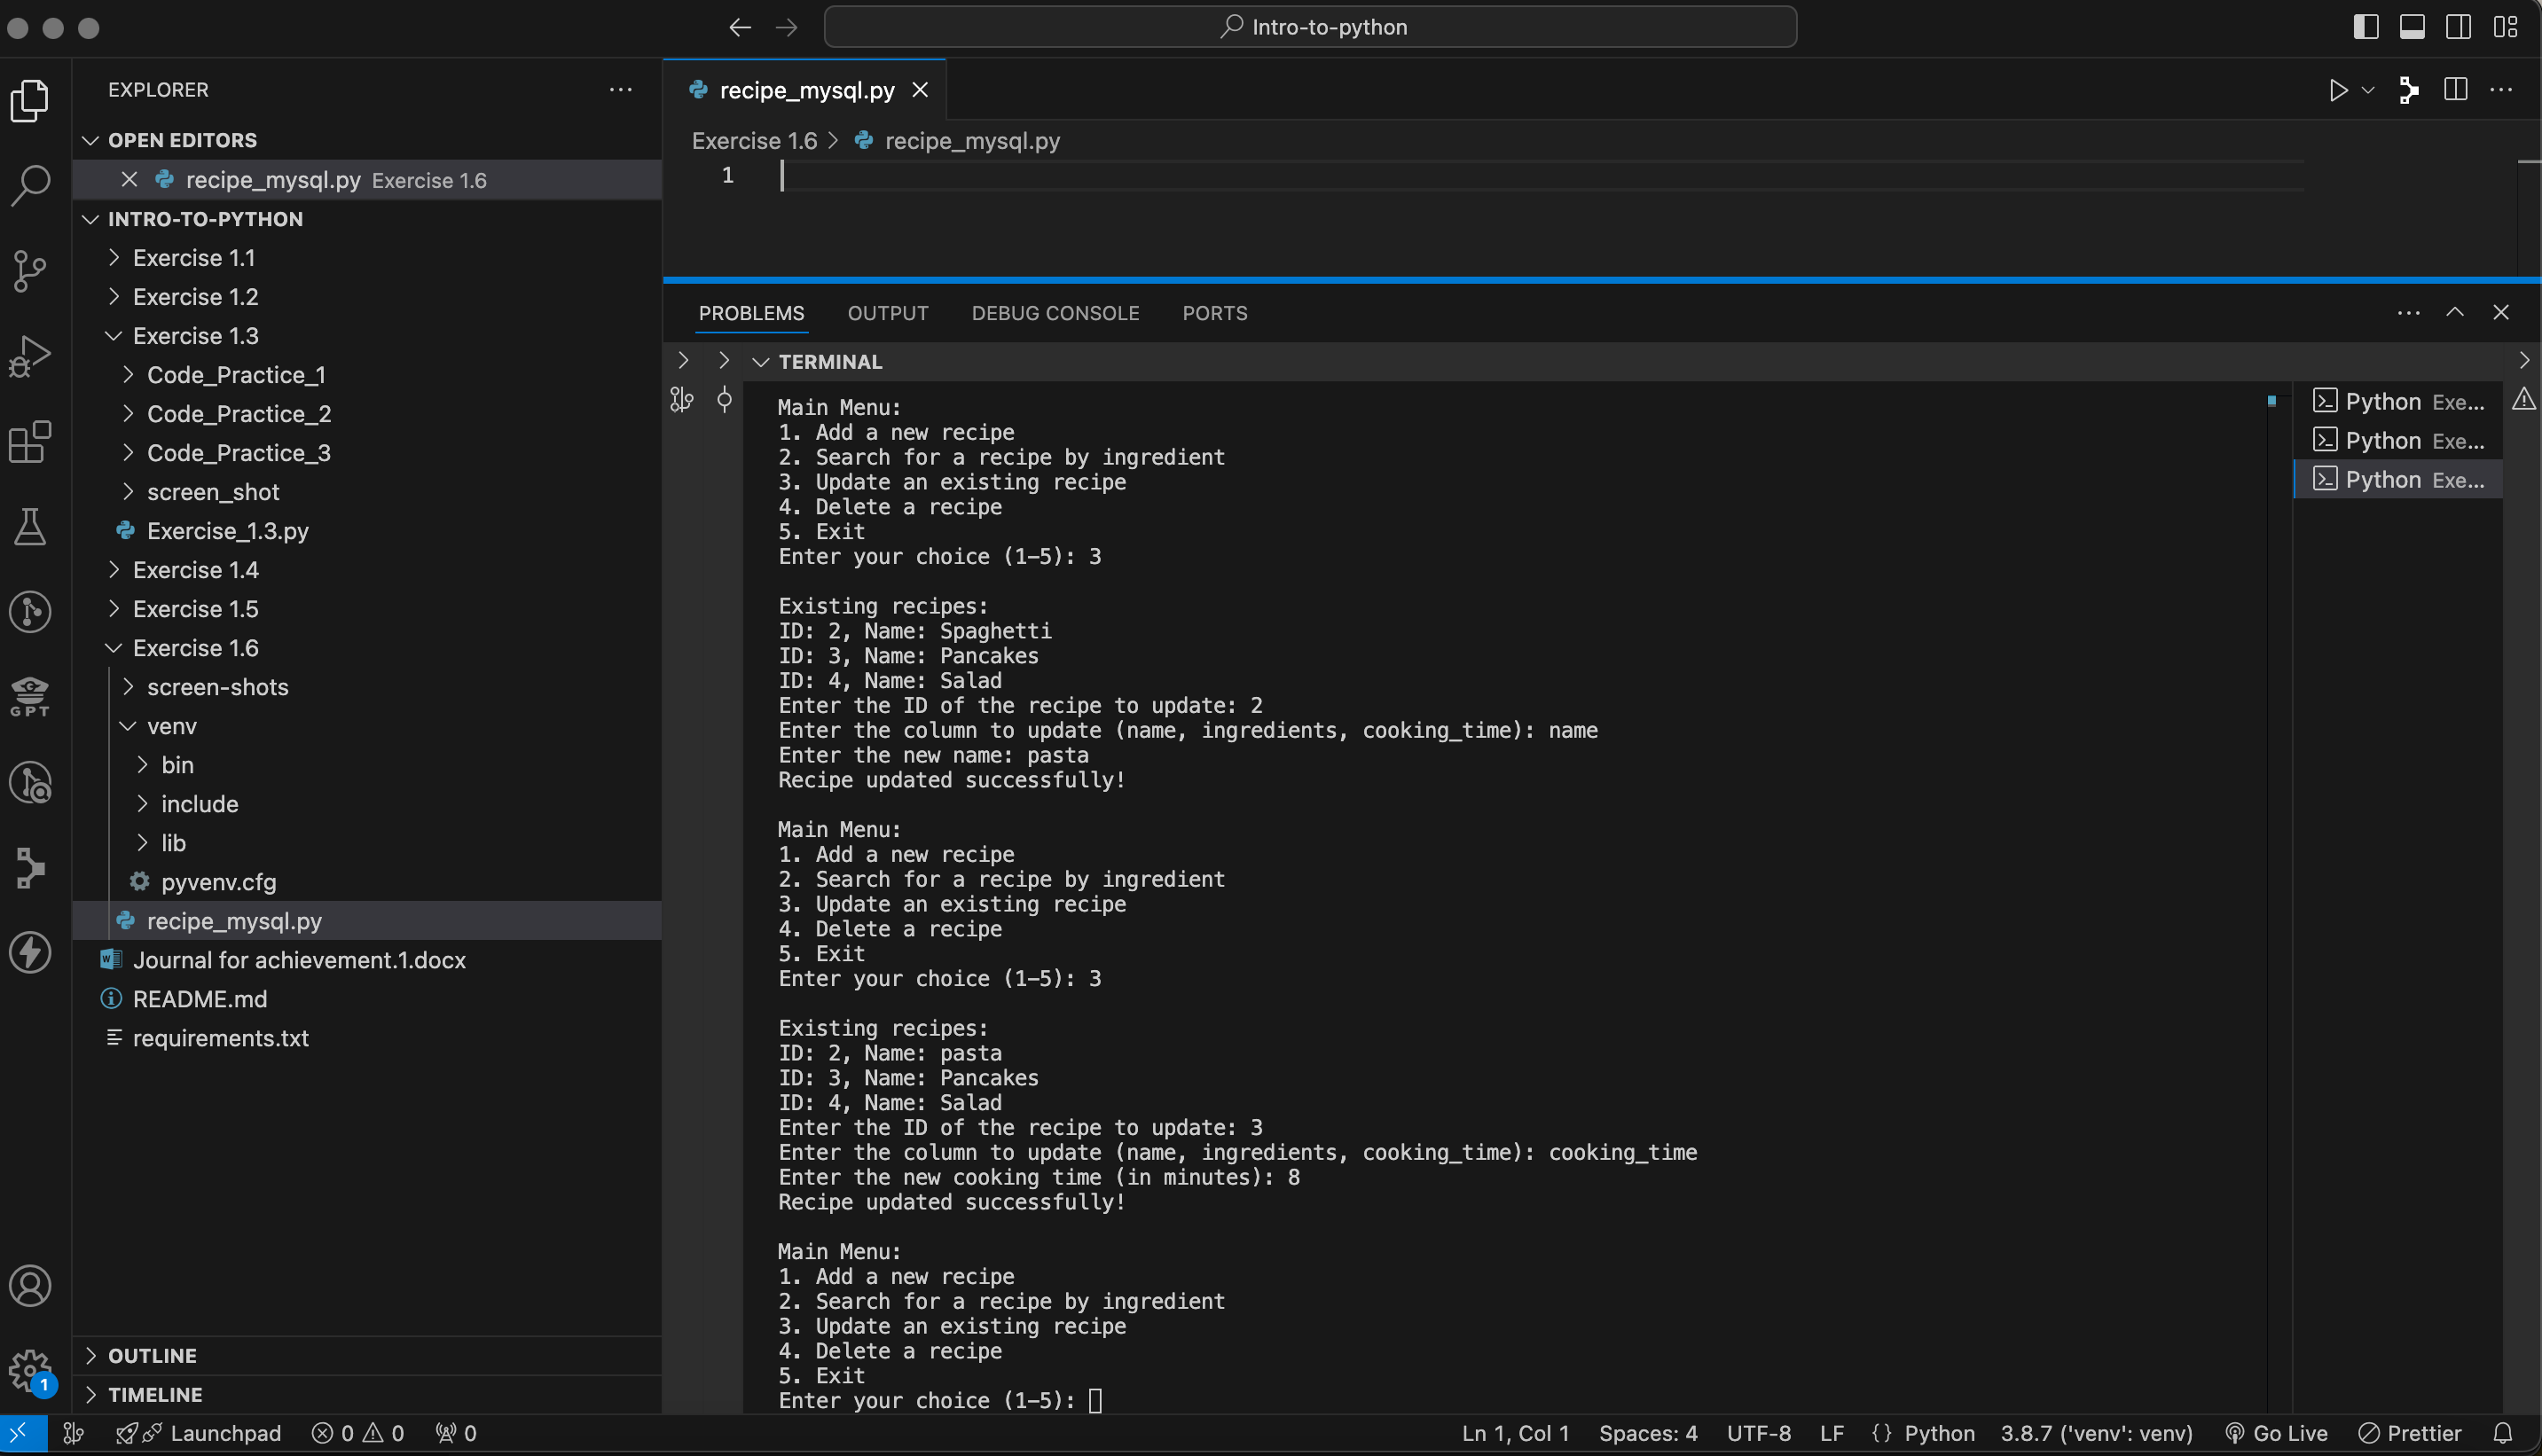 Intro-to-python
EXPLORER
OPEN EDITORS
recipe_mysql.py Exercise 1.6
INTRO-TO-PYTHON
Exercise 1.1
Exercise 1.2
Exercise 1.3
Code_Practice_1
Code_Practice_2
Code_Practice_3
screen_shot
Exercise_1.3.py
Exercise 1.4
Exercise 1.5
Exercise 1.6
screen-shots
venv
bin
include
lib
pyvenv.cfg
recipe_mysql.py
Journal for achievement.1.docx
README.md
requirements.txt
OUTLINE
TIMELINE
GPT
1
recipe_mysql.py
Exercise 1.6 > recipe_mysql.py
1
PROBLEMS OUTPUT DEBUG CONSOLE PORTS
TERMINAL
Main Menu:
1. Add a new recipe
2. Search for a recipe by ingredient
3. Update an existing recipe
4. Delete a recipe
5. Exit
Enter your choice (1-5): 3
Existing recipes:
ID: 2, Name: Spaghetti
ID: 3, Name: Pancakes
ID: 4, Name: Salad
Enter the ID of the recipe to update: 2
Enter the column to update (name, ingredients, cooking_time): name
Enter the new name: pasta
Recipe updated successfully!
Main Menu:
1. Add a new recipe
2. Search for a recipe by ingredient
3. Update an existing recipe
4. Delete a recipe
5. Exit
Enter your choice (1-5): 3
Existing recipes:
ID: 2, Name: pasta
ID: 3, Name: Pancakes
ID: 4, Name: Salad
Enter the ID of the recipe to update: 3
Enter the column to update (name, ingredients, cooking_time): cooking_time
Enter the new cooking time (in minutes): 8
Recipe updated successfully!
Main Menu:
1. Add a new recipe
2. Search for a recipe by ingredient
3. Update an existing recipe
4. Delete a recipe
5. Exit
Enter your choice (1-5):
Python Exe...
Python Exe...
Python Exe...
Launchpad 0 0 0 Ln 1, Col 1 Spaces: 4 UTF-8 LF {} Python 3.8.7 ('venv': venv) Go Live Prettier